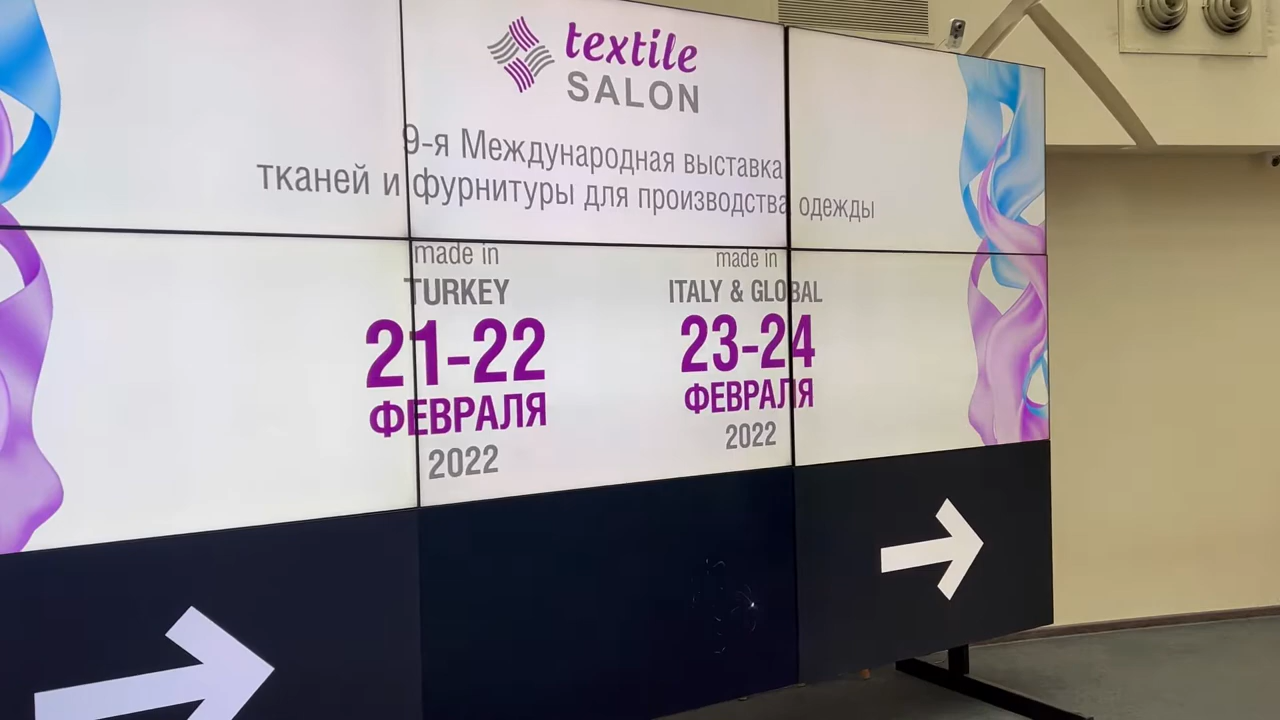 textile
SALON
9-я Международная выставка
тканей и фурнитуры для производства одежды
made in
TURKEY
21-22
ФЕВРАЛЯ
2022
made in
ITALY & GLOBAL
23-24
ФЕВРАЛЯ
2022